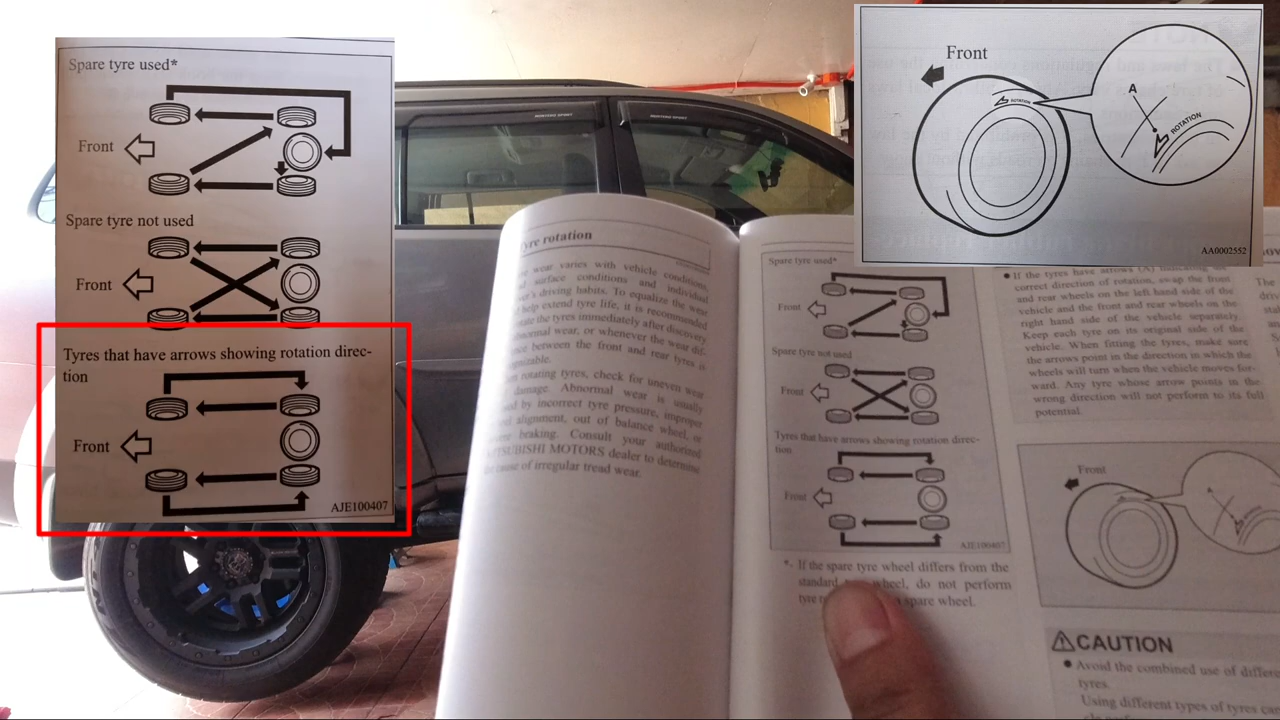 Spare tyre used*
Front
Spare tyre not used
Front
Tyres that have arrows showing rotation direc-
tion
Front
AJE100407
MONTERO SPORT
MONTERO SPORT
Front
ROTATION
A
ROTATION
AA0002552
yre rotation
wear varies with vehicle conditions,
surface conditions and individual
driving habits. To equalize the wear
help extend tyre life, it is recommended
the tyres immediately after discovery
wear, or whenever the wear dif-
between the front and rear tyres is
rotating tyres, check for uneven wear
damage. Abnormal wear is usually
by incorrect tyre pressure, improper
alignment, out of balance wheel, or
braking. Consult your authorized
MITSUBISHI MOTORS dealer to determine
cause of irregular tread wear.
Spare tyre used*
Front
Spare tyre not used
Front
Tyres that have arrows showing rotation direc-
tion
Front
AJE100407
*- If the spare tyre wheel differs from the
standard wheel, do not perform
spare wheel.
● If the tyres have arrows (A)
correct direction of rotation, swap the front
and rear wheels on the left hand side of the
vehicle and the front and rear wheels on the
right hand side of the vehicle separately.
Keep each tyre on its original side of the
vehicle. When fitting the tyres, make sure
the arrows point in the direction in which the
wheels will turn when the vehicle moves for-
ward. Any tyre whose arrow points in the
wrong direction will not perform to its full
potential.
Front
CAUTION
● Avoid the combined use of
tyres.
Using different types of tyres
The